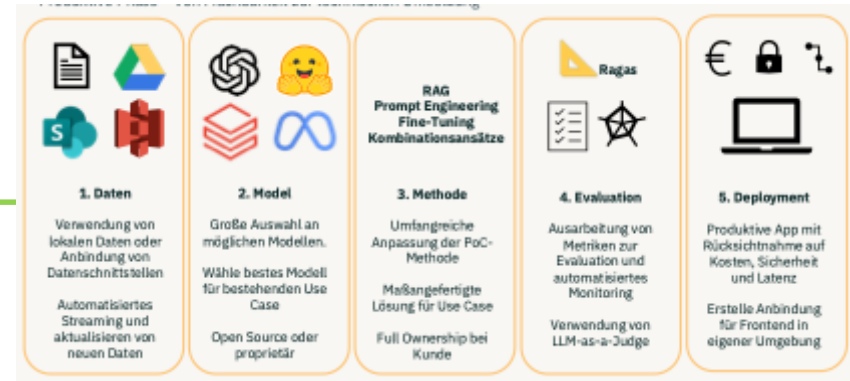 Ragas
RAG
Prompt Engineering
Fine-Tuning
Kombinationsansätze
1. Daten
Verwendung von
lokalen Daten oder
Anbindung von
Datenschnittstellen
Automatisiertes
Streaming und
aktualisieren von
neuen Daten
2. Model
Große Auswahl an
möglichen Modellen.
Wähle bestes Modell
für bestehenden Use
Case
Open Source oder
proprietär
3. Methode
Umfangreiche
Anpassung der PoC-
Methode
Maßangefertigte
Lösung für Use Case
Full Ownership bei
Kunde
4. Evaluation
Ausarbeitung von
Metriken zur
Evaluation und
automatisiertes
Monitoring
Verwendung von
LLM-as-a-Judge
5. Deployment
Produktive App mit
Rücksichtnahme auf
Kosten, Sicherheit
und Latenz
Erstelle Anbindung
für Frontend in
eigener Umgebung